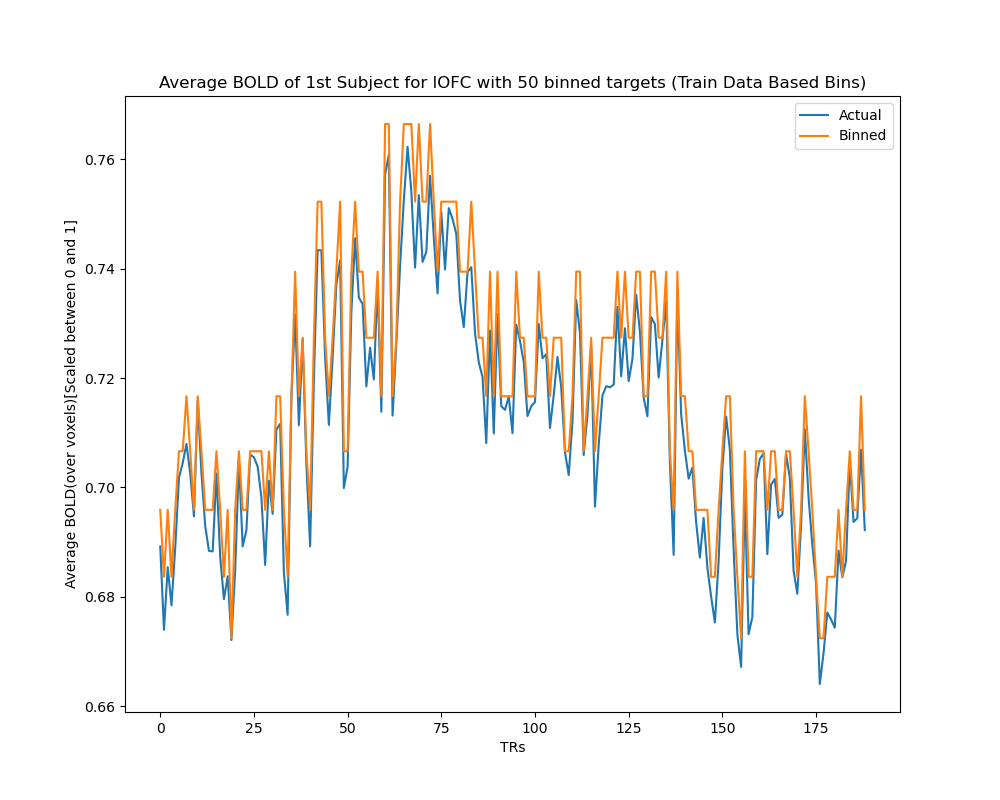 Average BOLD of 1st Subject for IOFC with 50 binned targets (Train Data Based Bins)
Actual
Binned
Average BOLD(over voxels)[Scaled between 0 and 1]
0.76
0.74
0.72
0.70
0.68
0.66
0 25 50 75 100 125 150 175
TRs